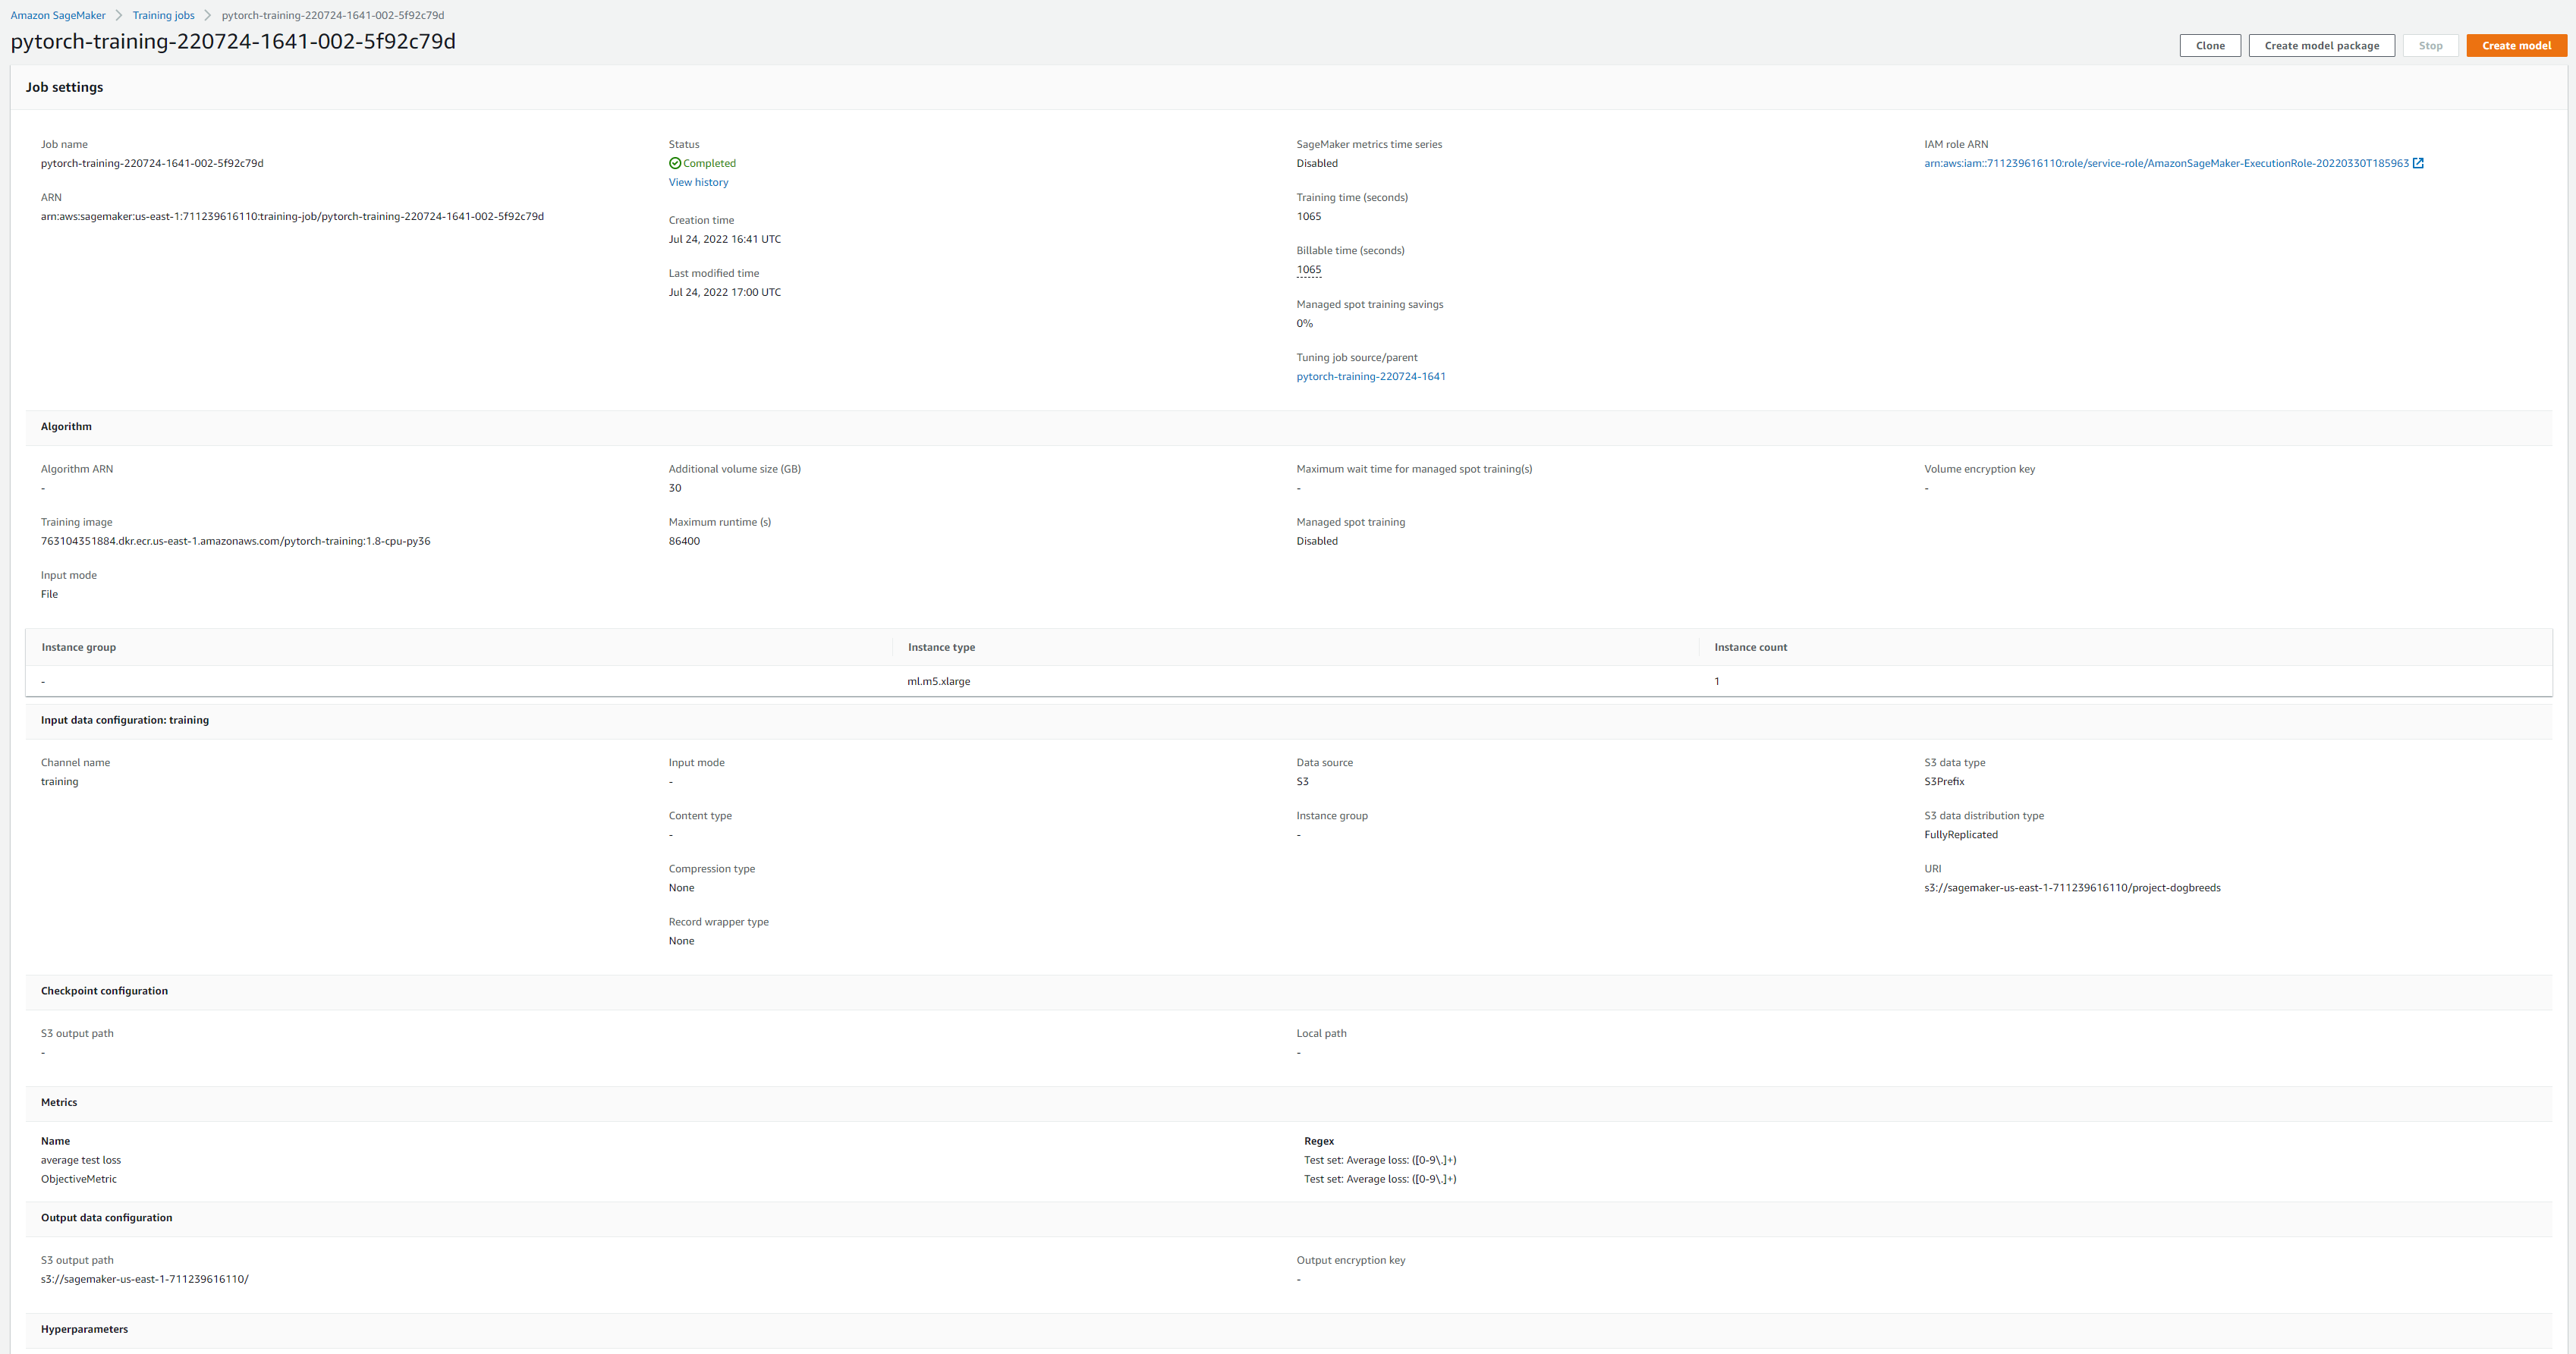 Amazon SageMaker > Training jobs > pytorch-training-220724-1641-002-5f92c79d
pytorch-training-220724-1641-002-5f92c79d
Clone Create model package Stop Create model
Job settings
Job name
pytorch-training-220724-1641-002-5f92c79d
ARN
arn:aws:sagemaker:us-east-1:711239616110:training-job/pytorch-training-220724-1641-002-5f92c79d
Status
Completed
View history
Creation time
Jul 24, 2022 16:41 UTC
Last modified time
Jul 24, 2022 17:00 UTC
SageMaker metrics time series
Disabled
Training time (seconds)
1065
Billable time (seconds)
1065
Managed spot training savings
0%
Tuning job source/parent
pytorch-training-220724-1641
IAM role ARN
arn:aws:iam::711239616110:role/service-role/AmazonSageMaker-ExecutionRole-20220330T185963
Algorithm
Algorithm ARN
-
Training image
763104351884.dkr.ecr.us-east-1.amazonaws.com/pytorch-training:1.8-cpu-py36
Input mode
File
Additional volume size (GB)
30
Maximum runtime (s)
86400
Maximum wait time for managed spot training(s)
-
Managed spot training
Disabled
Volume encryption key
-
Instance group Instance type Instance count
- ml.m5.xlarge 1
Input data configuration: training
Channel name
training
Input mode
-
Content type
-
Compression type
None
Record wrapper type
None
Data source
S3
Instance group
-
S3 data type
S3Prefix
S3 data distribution type
FullyReplicated
URI
s3://sagemaker-us-east-1-711239616110/project-dogbreeds
Checkpoint configuration
S3 output path
-
Local path
-
Metrics
Name Regex
average test loss Test set: Average loss: ([0-9\.]+)
ObjectiveMetric Test set: Average loss: ([0-9\.]+)
Output data configuration
S3 output path
s3://sagemaker-us-east-1-711239616110/
Output encryption key
-
Hyperparameters